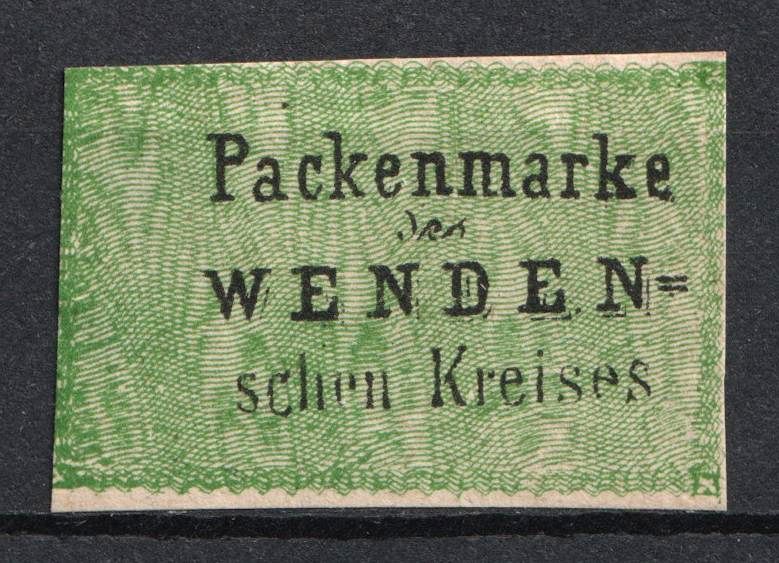 Packenmarke
des
WENDEN=
schen Kreises